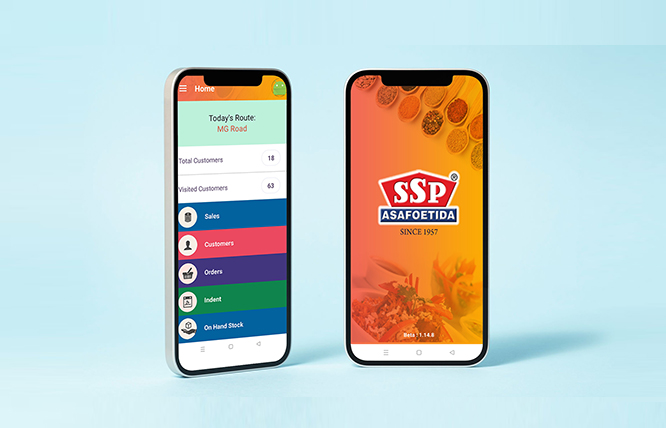 Home
Today's Route:
MG Road
Total Customers 18
Visited Customers 63
Sales
Customers
Orders
Indent
On Hand Stock
SSP
®
ASAFOETIDA
SINCE 1957
Beta : 1.14.8